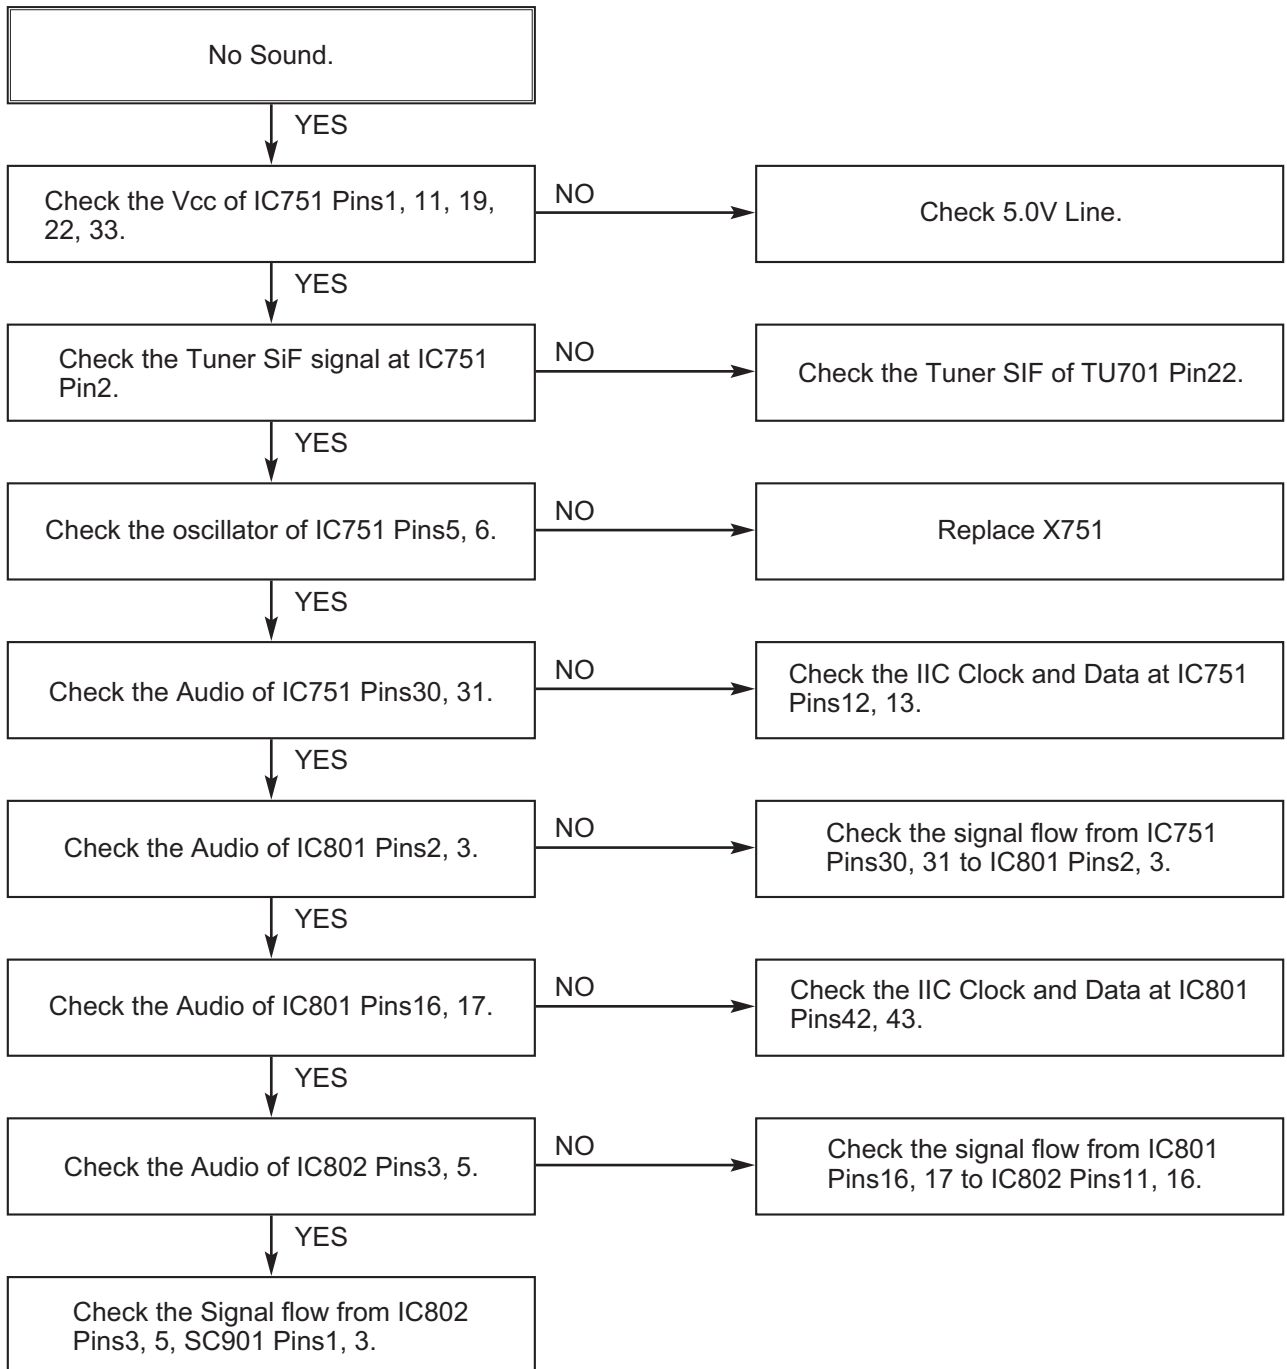 No Sound.
YES
Check the Vcc of IC751 Pins1, 11, 19,
22, 33.
NO
Check 5.0V Line.
YES
Check the Tuner SiF signal at IC751
Pin2.
NO
Check the Tuner SIF of TU701 Pin22.
YES
Check the oscillator of IC751 Pins5, 6.
NO
Replace X751
YES
Check the Audio of IC751 Pins30, 31.
NO
Check the IIC Clock and Data at IC751
Pins12, 13.
YES
Check the Audio of IC801 Pins2, 3.
NO
Check the signal flow from IC751
Pins30, 31 to IC801 Pins2, 3.
YES
Check the Audio of IC801 Pins16, 17.
NO
Check the IIC Clock and Data at IC801
Pins42, 43.
YES
Check the Audio of IC802 Pins3, 5.
NO
Check the signal flow from IC801
Pins16, 17 to IC802 Pins11, 16.
YES
Check the Signal flow from IC802
Pins3, 5, SC901 Pins1, 3.